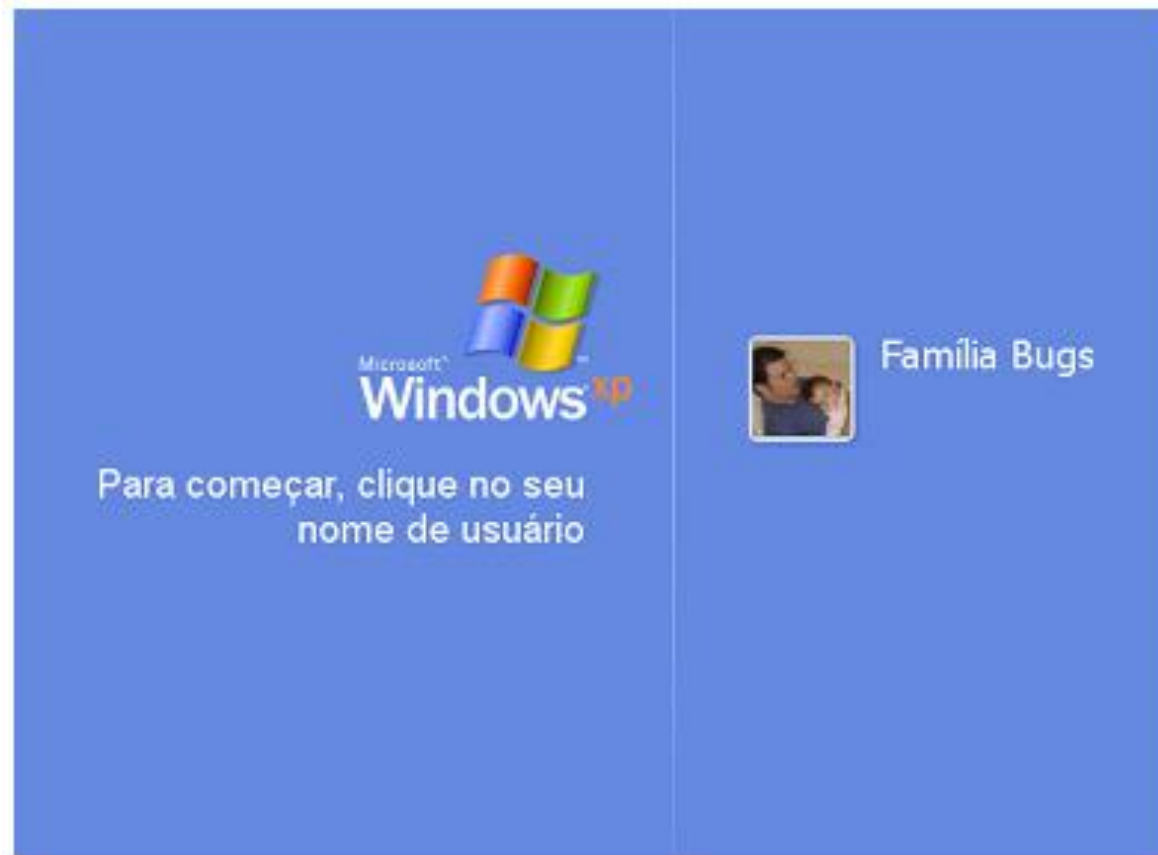 Microsoft
Windows xp
Para começar, clique no seu
nome de usuário
Família Bugs